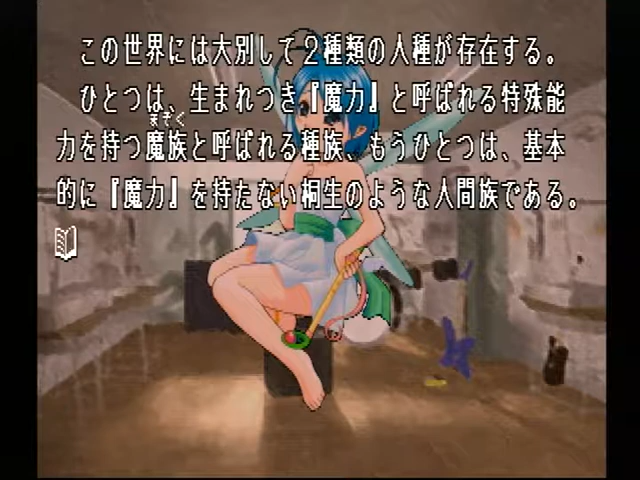 この世界には大別して２種類の人種が存在する。
ひとつは、生まれつき『魔力』と呼ばれる特殊能
まぞく
力を持つ魔族と呼ばれる種族、もうひとつは、基本
的に『魔力』を持たない桐生のような人間族である。